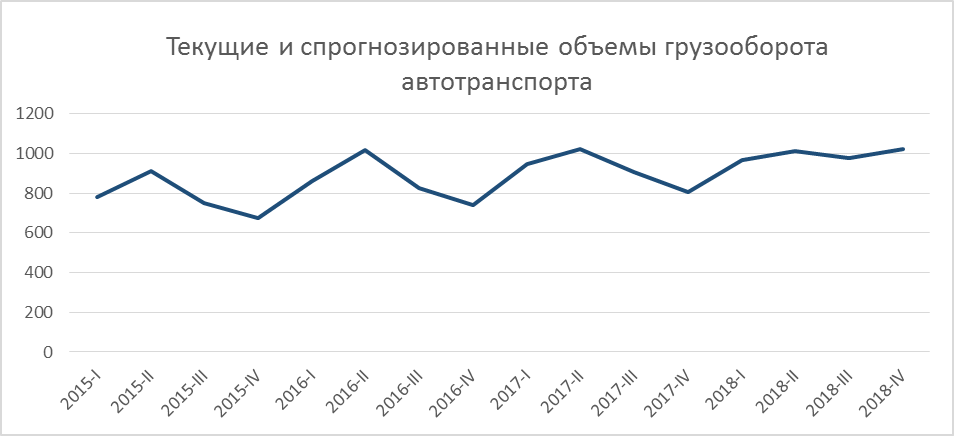 Текущие и спрогнозированные объемы грузооборота
автотранспорта
1200
1000
800
600
400
200
0
2015-I
2015-II
2015-III
2015-IV
2016-I
2016-II
2016-III
2016-IV
2017-I
2017-II
2017-III
2017-IV
2018-I
2018-II
2018-III
2018-IV